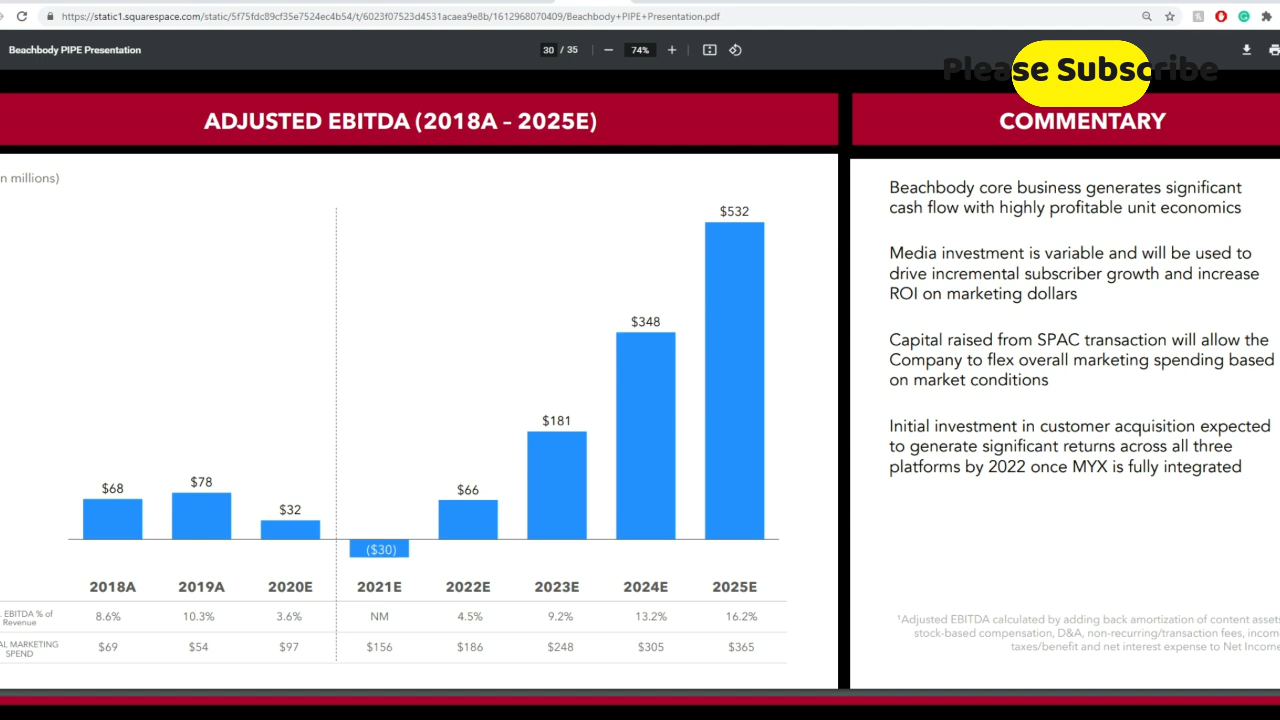 https://static1.squarespace.com/static/5f75fdc89cf35e7524ec4b54/t/6023f07523d4531acaea9e8b/1612968070409/Beachbody+PIPE+Presentation.pdf
Beachbody PIPE Presentation
30 / 35
74%
Please Subscribe
ADJUSTED EBITDA (2018A – 2025E)
n millions)
$68
$78
$32
($30)
$66
$181
$348
$532
2018A 2019A 2020E 2021E 2022E 2023E 2024E 2025E
. EBITDA % of
Revenue
8.6% 10.3% 3.6% NM 4.5% 9.2% 13.2% 16.2%
AL MARKETING
SPEND
$69 $54 $97 $156 $186 $248 $305 $365
COMMENTARY
Beachbody core business generates significant
cash flow with highly profitable unit economics
Media investment is variable and will be used to
drive incremental subscriber growth and increase
ROI on marketing dollars
Capital raised from SPAC transaction will allow the
Company to flex overall marketing spending based
on market conditions
Initial investment in customer acquisition expected
to generate significant returns across all three
platforms by 2022 once MYX is fully integrated
¹Adjusted EBITDA calculated by adding back amortization of content assets
stock-based compensation, D&A, non-recurring/transaction fees, incom
taxes/benefit and net interest expense to Net Income